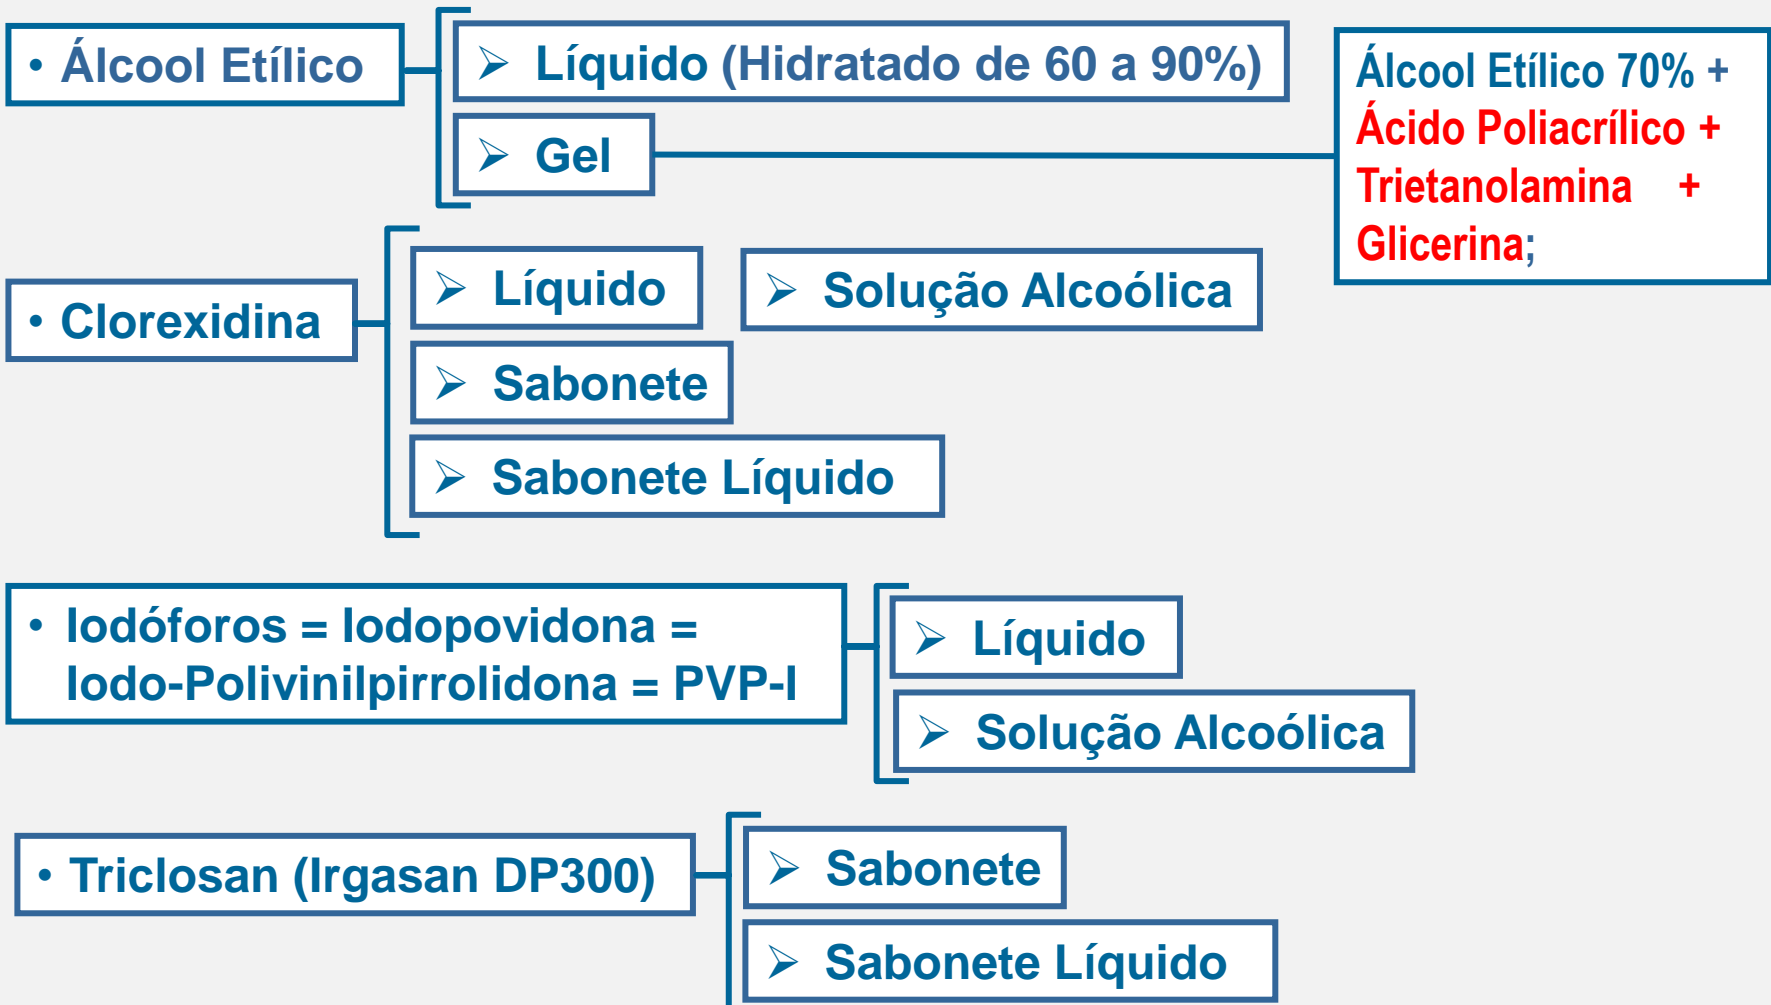 • Álcool Etílico
➢ Líquido (Hidratado de 60 a 90%)
➢ Gel
Álcool Etílico 70% +
Ácido Poliacrílico +
Trietanolamina +
Glicerina;
• Clorexidina
➢ Líquido
➢ Solução Alcoólica
➢ Sabonete
➢ Sabonete Líquido
• Iodóforos = Iodopovidona =
Iodo-Polivinilpirrolidona = PVP-I
➢ Líquido
➢ Solução Alcoólica
• Triclosan (Irgasan DP300)
➢ Sabonete
➢ Sabonete Líquido